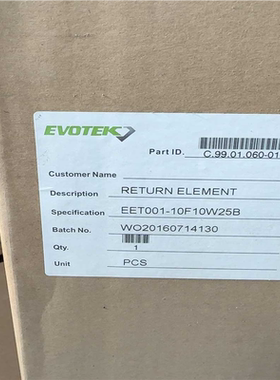 EVOTEK
Part ID. C.99.01.060-01
Customer Name
Description RETURN ELEMENT
Specification EET001-10F10W25B
Batch No. WO20160714130
Qty. 1
Unit PCS